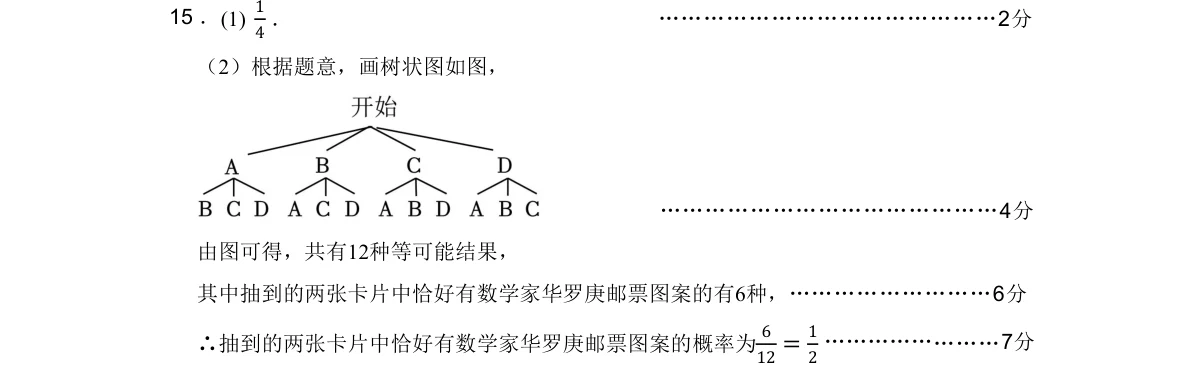 15．(1) 1/4． ………………………………………2分
（2）根据题意，画树状图如图，
开始
A B C D
B C D A C D A B D A B C ………………………………………4分
由图可得，共有12种等可能结果，
其中抽到的两张卡片中恰好有数学家华罗庚邮票图案的有6种，………………………6分
∴抽到的两张卡片中恰好有数学家华罗庚邮票图案的概率为6/12 = 1/2 ……………………7分